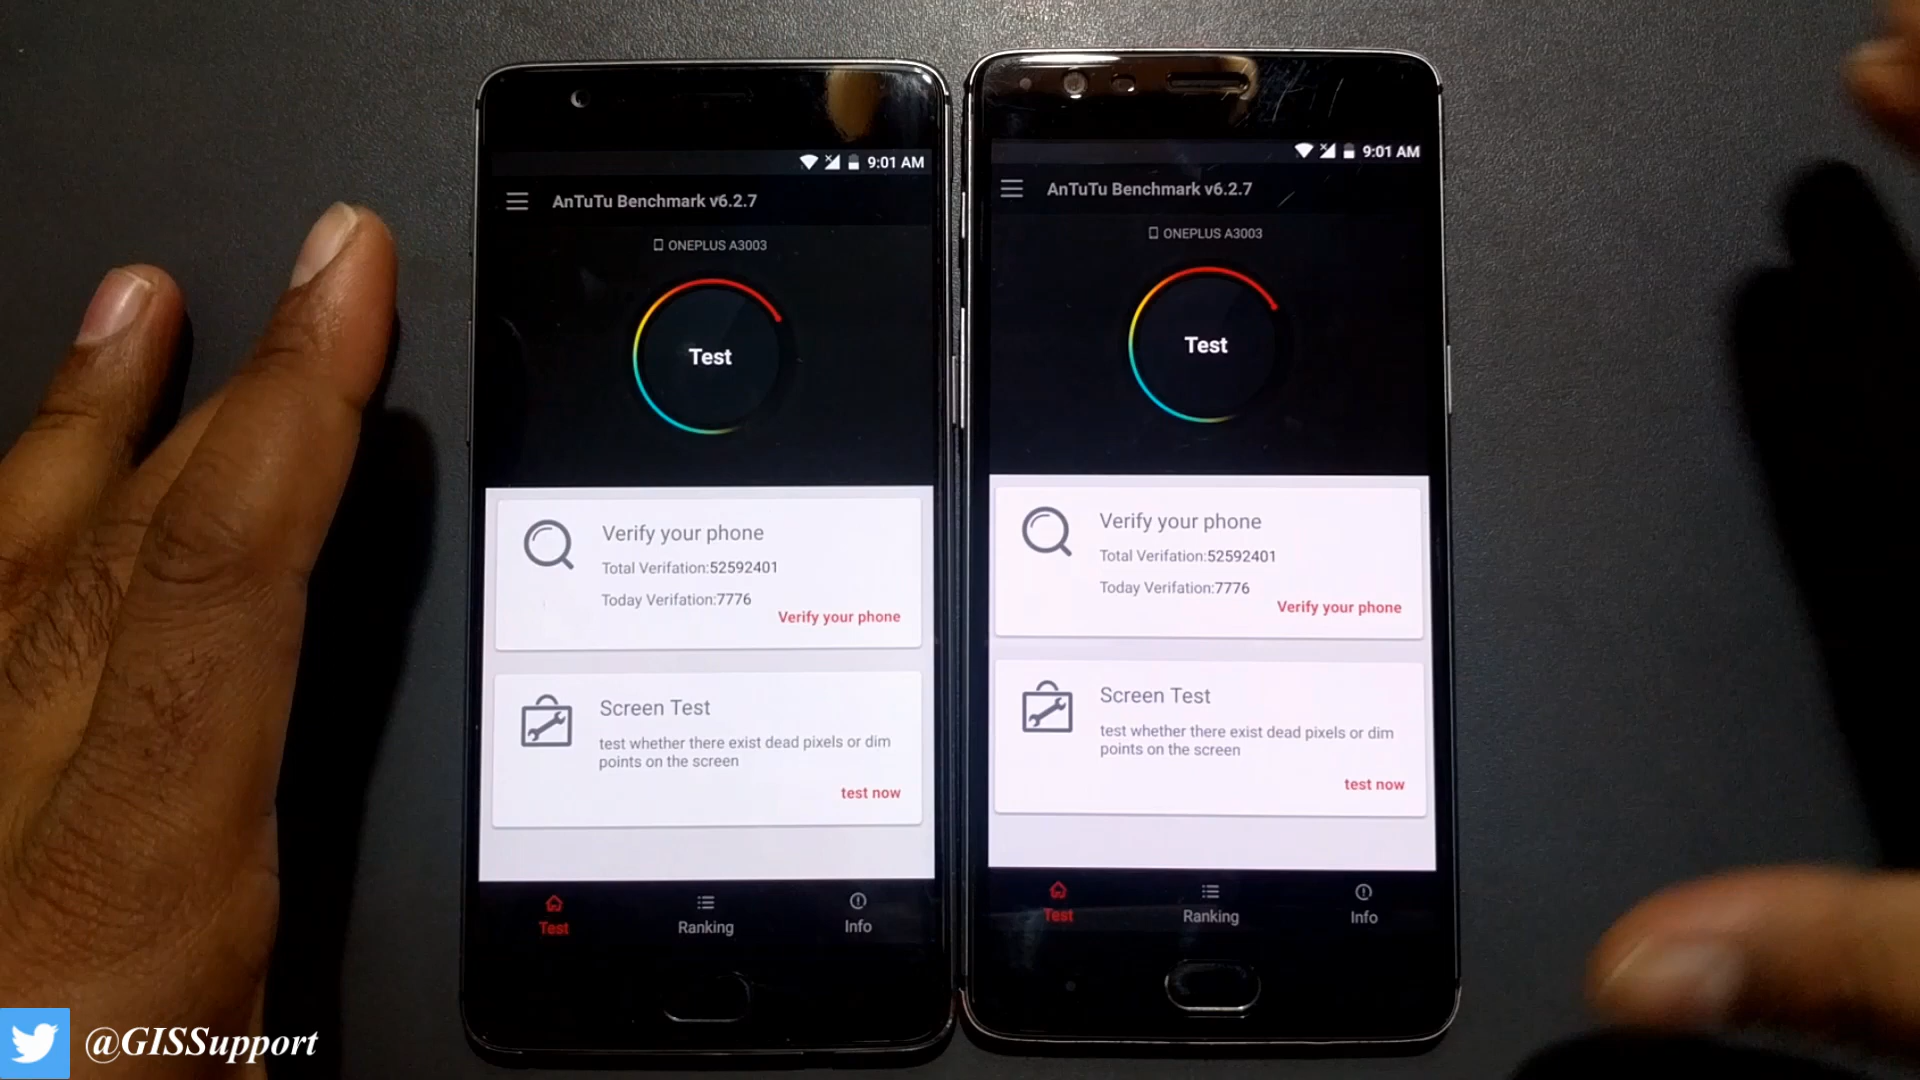 9:01 AM
AnTuTu Benchmark v6.2.7
ONEPLUS A3003
Test
Verify your phone
Total Verifation:52592401
Today Verifation:7776
Verify your phone
Screen Test
test whether there exist dead pixels or dim
points on the screen
test now
Test
Ranking
Info
9:01 AM
AnTuTu Benchmark v6.2.7
ONEPLUS A3003
Test
Verify your phone
Total Verifation:52592401
Today Verifation:7776
Verify your phone
Screen Test
test whether there exist dead pixels or dim
points on the screen
test now
Test
Ranking
Info
@GISSupport